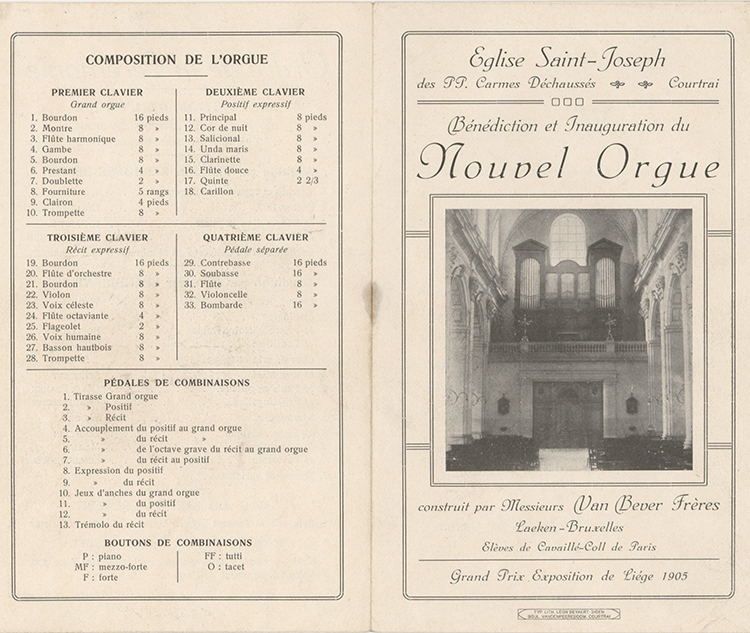 COMPOSITION DE L'ORGUE
PREMIER CLAVIER
Grand orgue
1. Bourdon 16 pieds
2. Montre 8 »
3. Flûte harmonique 8 »
4. Gambe 8 »
5. Bourdon 8 »
6. Prestant 4 »
7. Doublette 2 »
8. Fourniture 5 rangs
9. Clairon 4 pieds
10. Trompette 8 »
DEUXIÈME CLAVIER
Positif expressif
11. Principal 8 pieds
12. Cor de nuit 8 »
13. Salicional 8 »
14. Unda maris 8 »
15. Clarinette 8 »
16. Flûte douce 4 »
17. Quinte 2 2/3
18. Carillon
TROISIÈME CLAVIER
Récit expressif
19. Bourdon 16 pieds
20. Flûte d'orchestre 8 »
21. Bourdon 8 »
22. Violon 8 »
23. Voix céleste 8 »
24. Flûte octaviante 4 »
25. Flageolet 2 »
26. Voix humaine 8 »
27. Basson hautbois 8 »
28. Trompette 8 »
QUATRIÈME CLAVIER
Pédale séparée
29. Contrebasse 16 pieds
30. Soubasse 16 »
31. Flûte 8 »
32. Violoncelle 8 »
33. Bombarde 16 »
PÉDALES DE COMBINAISONS
1. Tirasse Grand orgue
2. » Positif
3. » Récit
4. Accouplement du positif au grand orgue
5. » du récit »
6. » de l'octave grave du récit au grand orgue
7. » du récit au positif
8. Expression du positif
9. » du récit
10. Jeux d'anches du grand orgue
11. » du positif
12. » du récit
13. Trémolo du récit
BOUTONS DE COMBINAISONS
P : piano
MF : mezzo-forte
F : forte
FF : tutti
O : tacet
Eglise Saint-Joseph
des PP. Carmes Déchaussés Courtrai
Bénédiction et Inauguration du
Nouvel Orgue
construit par Messieurs Van Bever Frères
Laeken-Bruxelles
Elèves de Cavaillé-Coll de Paris
Grand Prix Exposition de Liége 1905
TYP. LITH. LÉON BEYAERT-SIOEN
BOUL. VANDENPEEREBOOM, COURTRAI